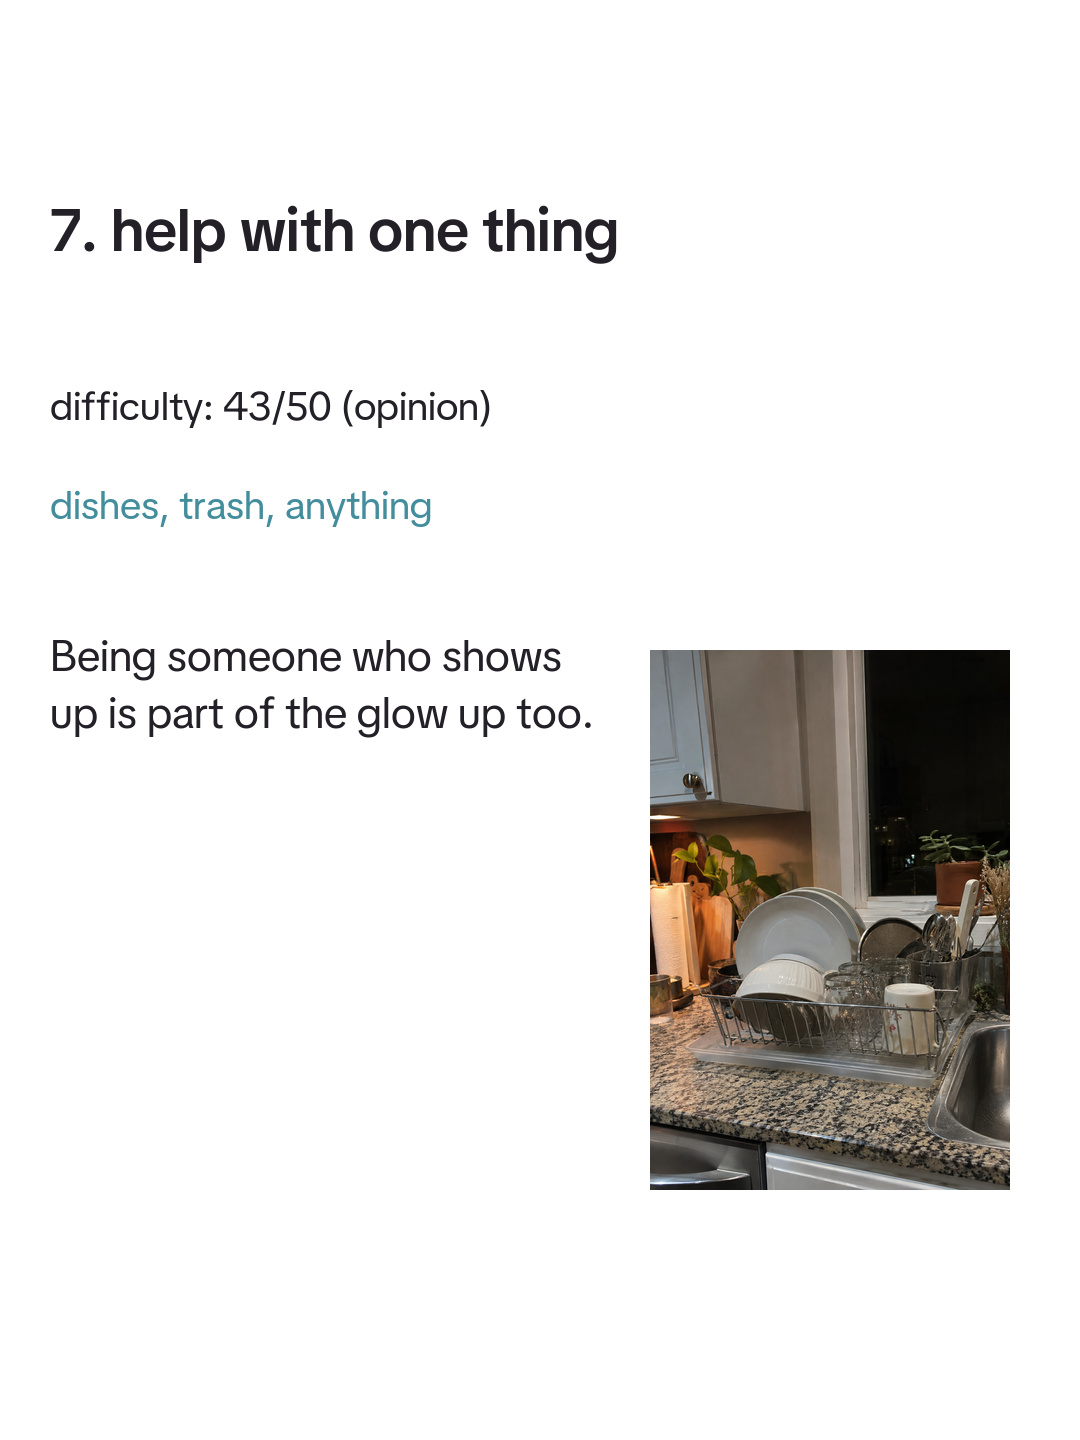 7. help with one thing
difficulty: 43/50 (opinion)
dishes, trash, anything
Being someone who shows
up is part of the glow up too.